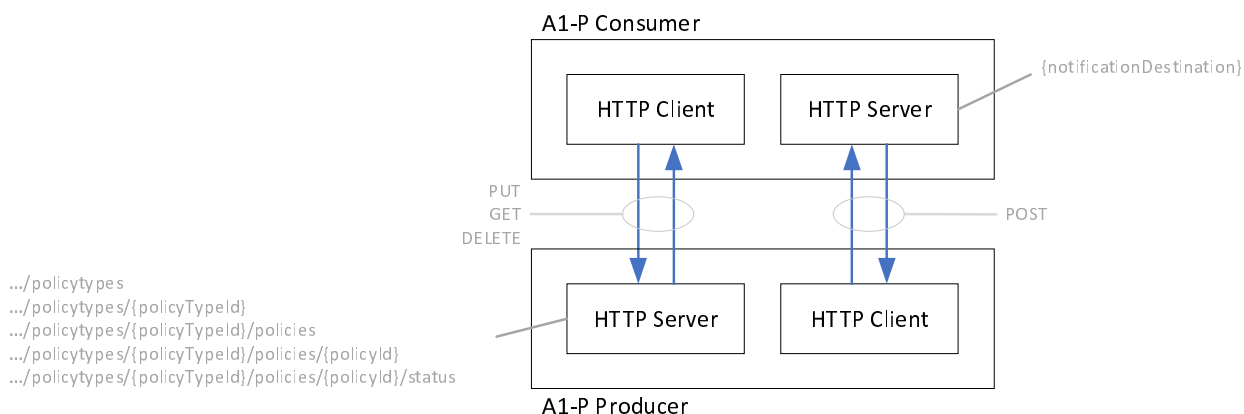 A1-P Consumer
{notificationDestination}
HTTP Client
HTTP Server
PUT
GET
DELETE
POST
.../policytypes
.../policytypes/{policyTypeId}
.../policytypes/{policyTypeId}/policies
.../policytypes/{policyTypeId}/policies/{policyId}
.../policytypes/{policyTypeId}/policies/{policyId}/status
HTTP Server
HTTP Client
A1-P Producer